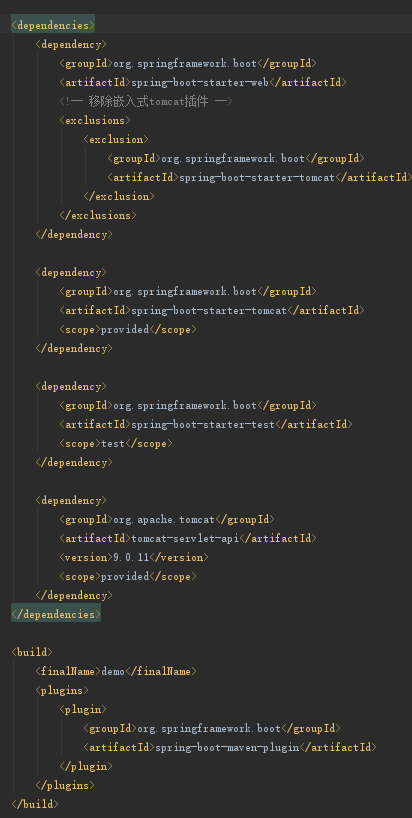 <dependencies>
    <dependency>
        <groupId>org.springframework.boot</groupId>
        <artifactId>spring-boot-starter-web</artifactId>
        <!-- 移除嵌入式tomcat插件 -->
        <exclusions>
            <exclusion>
                <groupId>org.springframework.boot</groupId>
                <artifactId>spring-boot-starter-tomcat</artifactId>
            </exclusion>
        </exclusions>
    </dependency>

    <dependency>
        <groupId>org.springframework.boot</groupId>
        <artifactId>spring-boot-starter-tomcat</artifactId>
        <scope>provided</scope>
    </dependency>

    <dependency>
        <groupId>org.springframework.boot</groupId>
        <artifactId>spring-boot-starter-test</artifactId>
        <scope>test</scope>
    </dependency>

    <dependency>
        <groupId>org.apache.tomcat</groupId>
        <artifactId>tomcat-servlet-api</artifactId>
        <version>9.0.11</version>
        <scope>provided</scope>
    </dependency>
</dependencies>

<build>
    <finalName>demo</finalName>
    <plugins>
        <plugin>
            <groupId>org.springframework.boot</groupId>
            <artifactId>spring-boot-maven-plugin</artifactId>
        </plugin>
    </plugins>
</build>